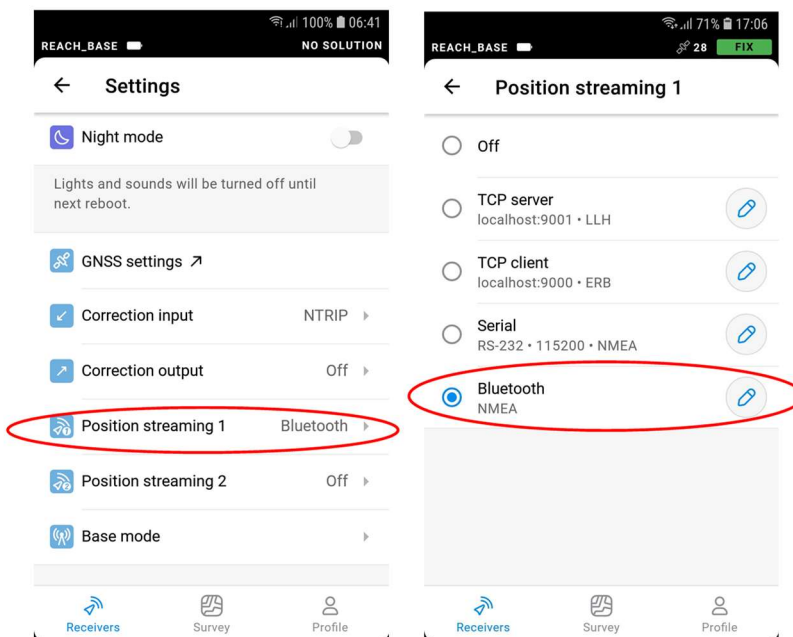 100% 06:41
REACH_BASE NO SOLUTION
Settings
Night mode
Lights and sounds will be turned off until
next reboot.
GNSS settings
Correction input NTRIP
Correction output Off
Position streaming 1 Bluetooth
Position streaming 2 Off
Base mode
Receivers Survey Profile
71% 17:06
REACH_BASE 28 FIX
Position streaming 1
Off
TCP server
localhost:9001 • LLH
TCP client
localhost:9000 • ERB
Serial
RS-232 • 115200 • NMEA
Bluetooth
NMEA
Receivers Survey Profile